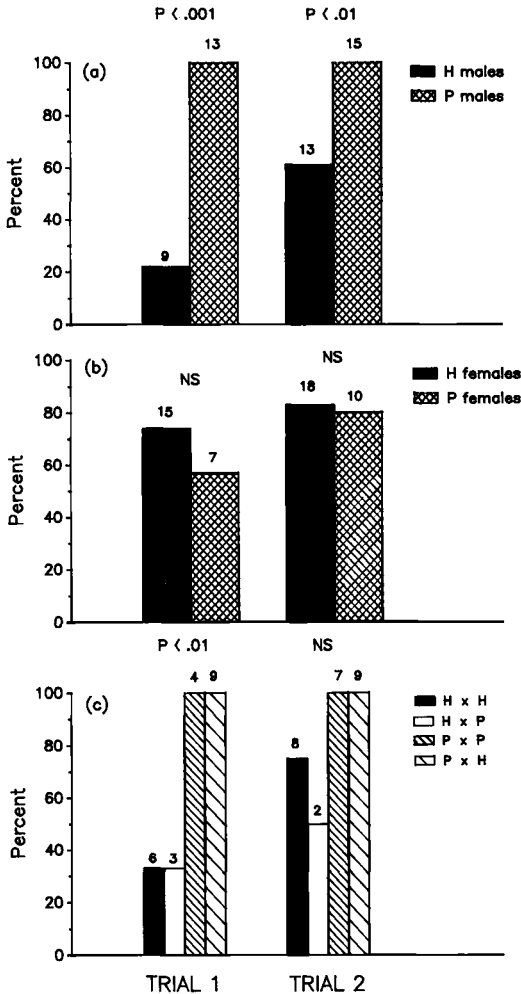 P < .001 P < .01
13 15
100 (a) H males
P males
80
13
60
Percent
40
9
20
0
NS
100 (b) NS H females
18 10 P females
80 15
7
60
Percent
40
20
0
P < .01 NS
4 9 7 9
100 (c) H x H
H x P
P x P
8 P x H
80
60
2
Percent
40 6 3
20
0
TRIAL 1 TRIAL 2